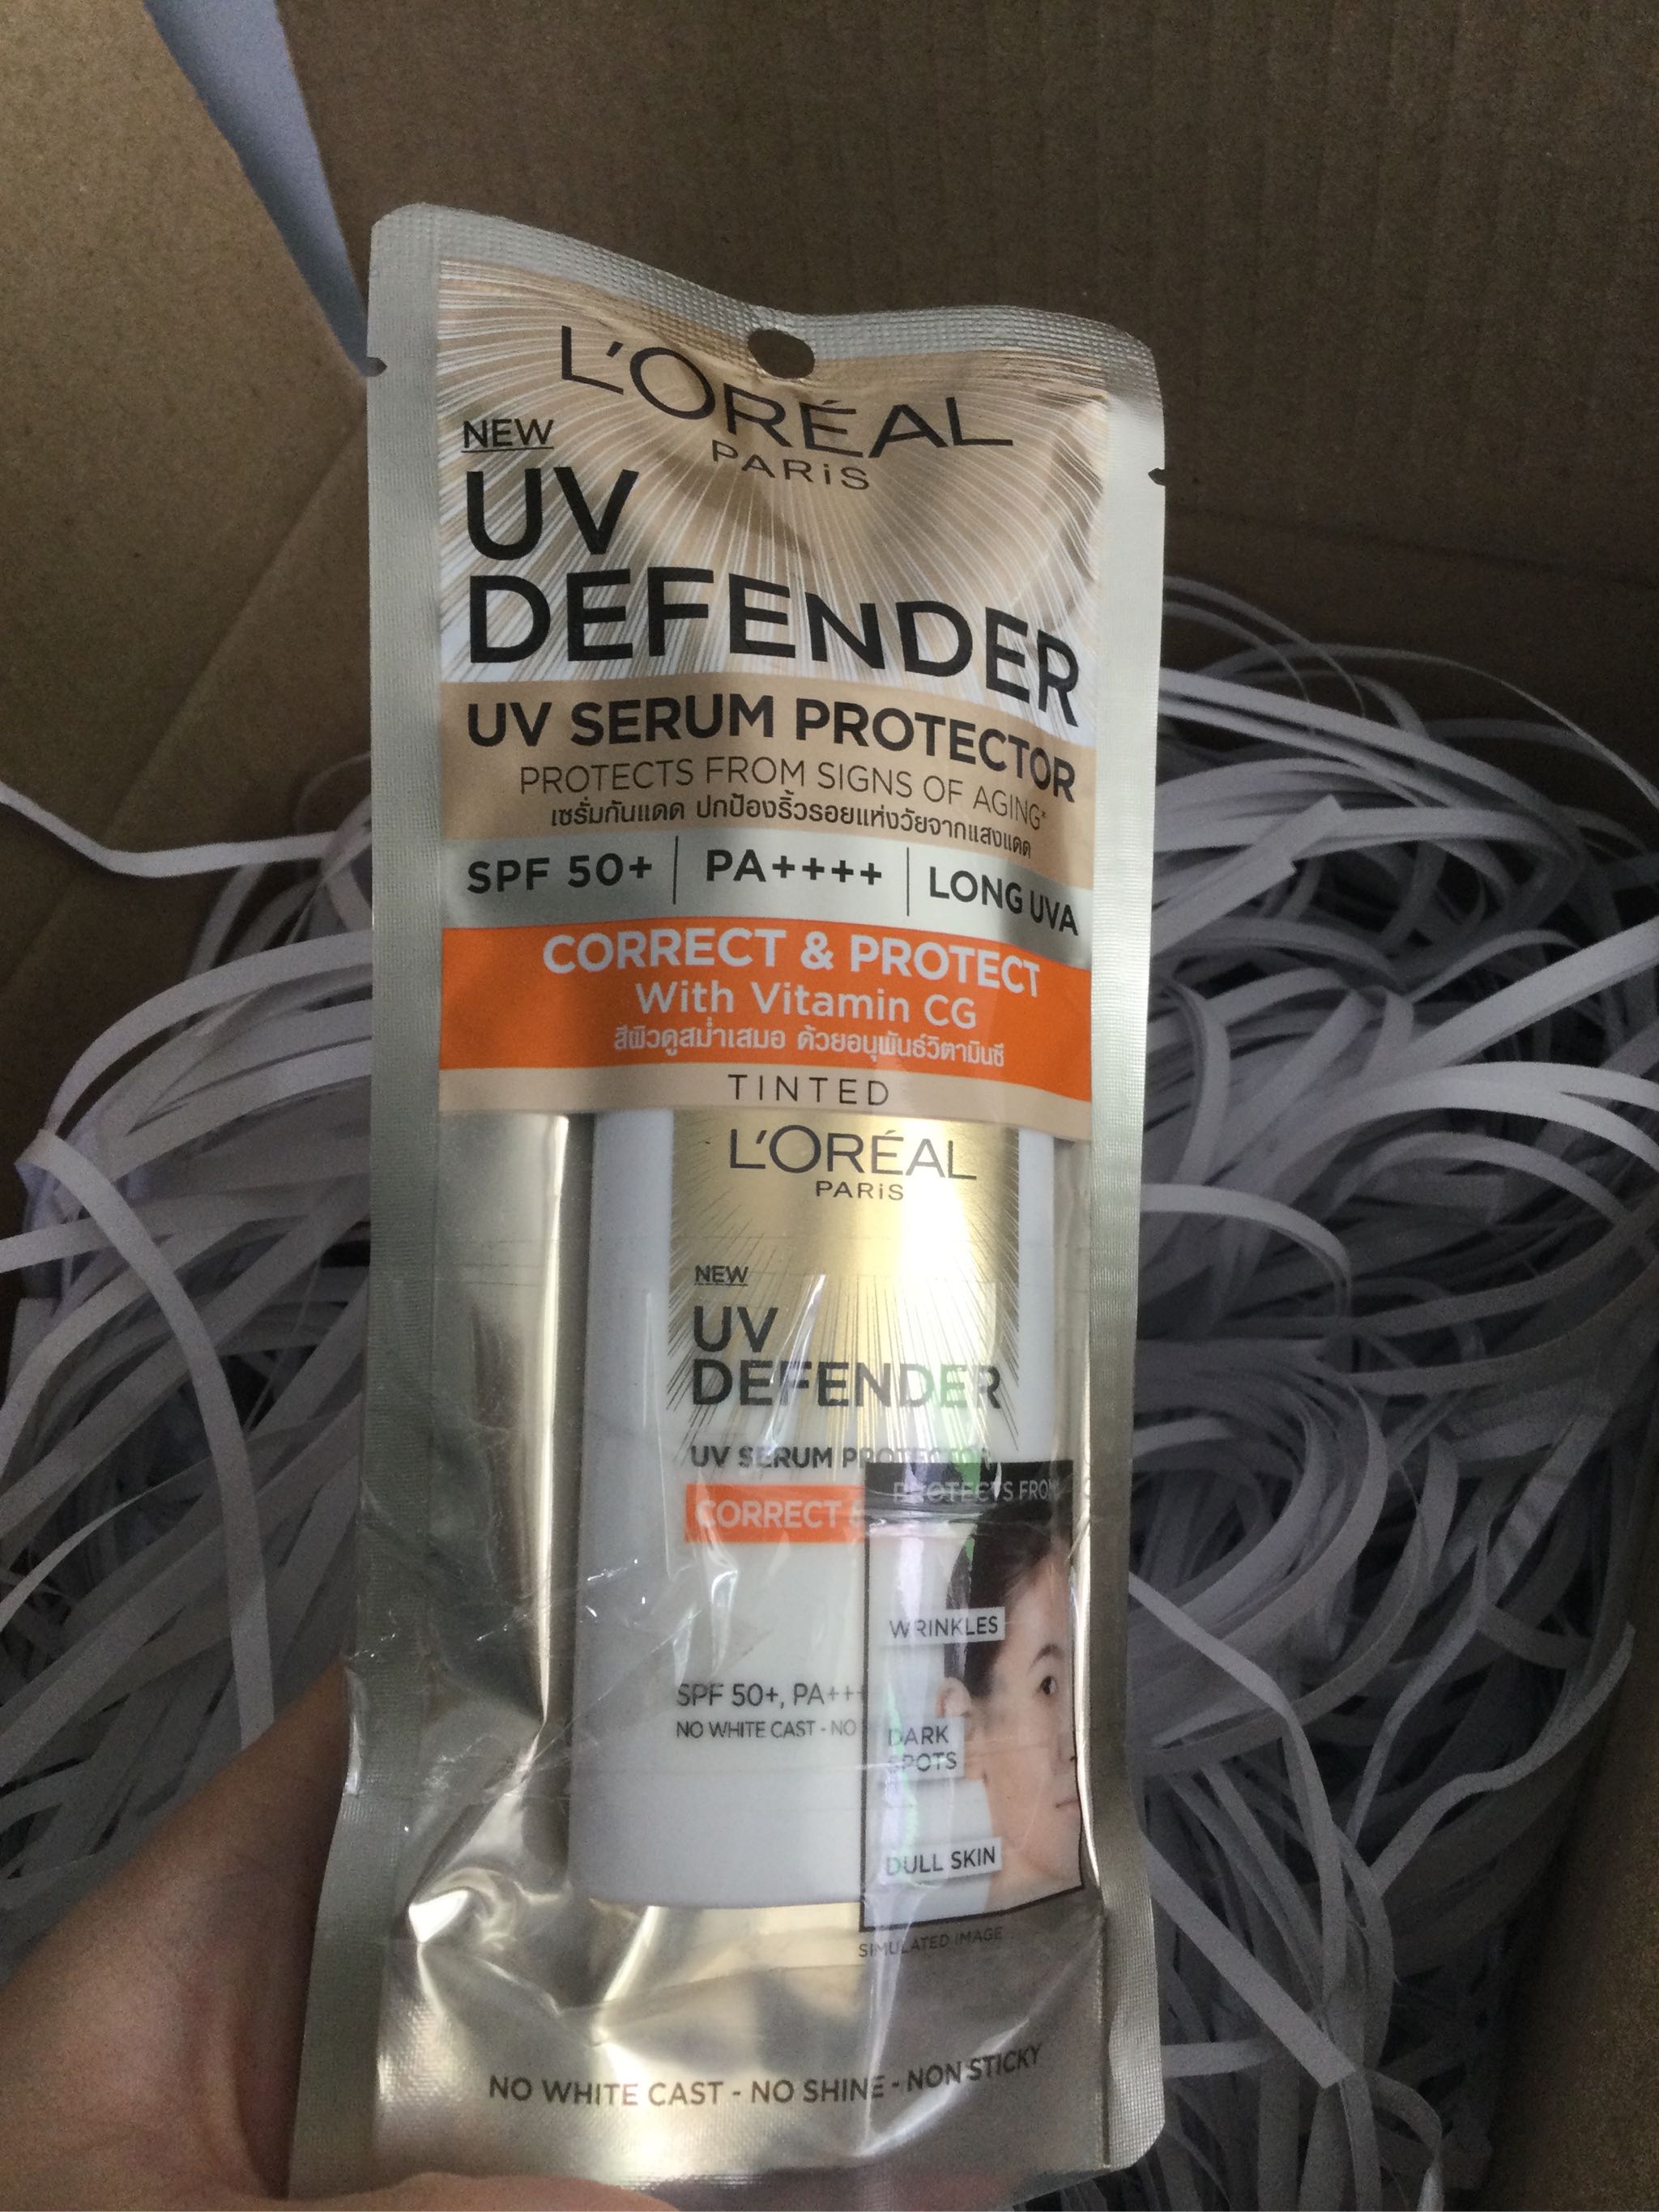 L'ORÉAL
PARiS
NEW
UV
DEFENDER
UV SERUM PROTECTOR
PROTECTS FROM SIGNS OF AGING*
เซรั่มกันแดด ปกป้องริ้วรอยแห่งวัยจากแสงแดด
SPF 50+ | PA++++ | LONG UVA
CORRECT & PROTECT
With Vitamin CG
สีผิวดูสม่ำเสมอ ด้วยอนุพันธ์วิตามินซี
TINTED
L'ORÉAL
PARiS
NEW
UV
DEFENDER
UV SERUM PROTECTOR
CORRECT &
PROTECTS FROM
WRINKLES
DARK
SPOTS
DULL SKIN
SPF 50+, PA+++
NO WHITE CAST - NO
SIMULATED IMAGE
NO WHITE CAST - NO SHINE - NON STICKY